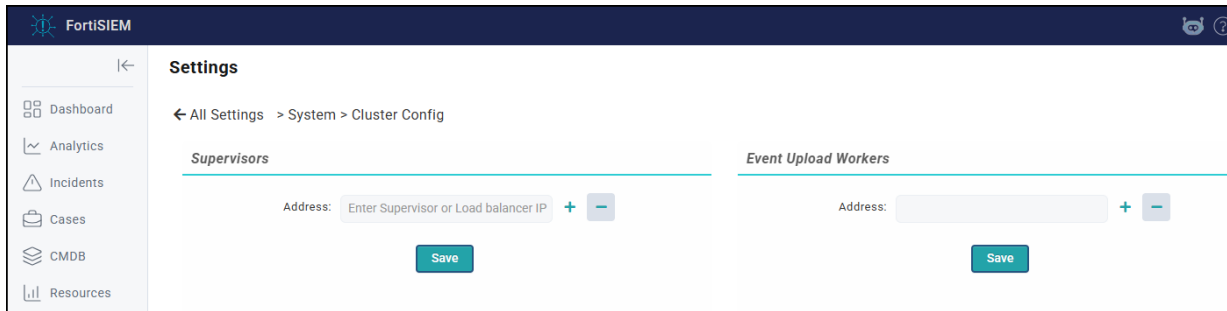 FortiSIEM
Settings
Dashboard
All Settings > System > Cluster Config
Analytics
Supervisors
Event Upload Workers
Incidents
Address: Enter Supervisor or Load balancer IP
Address:
Cases
CMDB
Save
Save
Resources